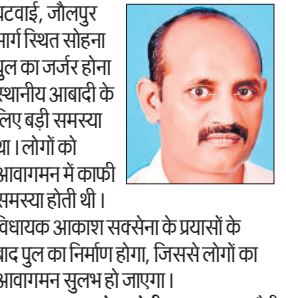 घटवाई, जौलपुर
मार्ग स्थित सोहना
पुल का जर्जर होना
स्थानीय आबादी के
लिए बड़ी समस्या
था । लोगों को
आवागमन में काफी
समस्या होती थी ।
विधायक आकाश सक्सेना के प्रयासों के
बाद पुल का निर्माण होगा, जिससे लोगों का
आवागमन सुलभ हो जाएगा ।